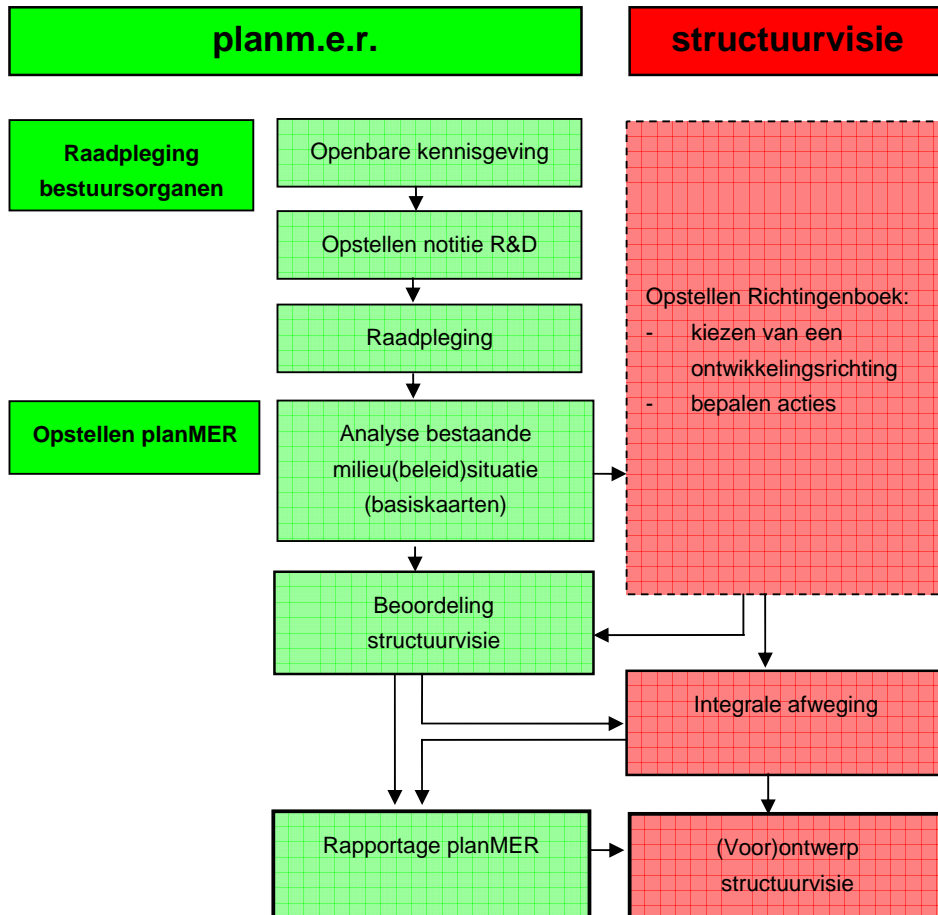 planm.e.r.
structuurvisie
Raadpleging
bestuursorganen
Openbare kennisgeving
Opstellen notitie R&D
Raadpleging
Opstellen Richtingenboek:
- kiezen van een
ontwikkelingsrichting
- bepalen acties
Opstellen planMER
Analyse bestaande
milieu(beleid)situatie
(basiskaarten)
Beoordeling
structuurvisie
Integrale afweging
Rapportage planMER
(Voor)ontwerp
structuurvisie